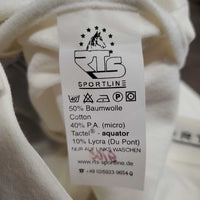 RTS
SPORTLINE
50% Baumwolle
Cotton
40% P.A. (micro)
Tactel® - aquator
10% Lycra (Du Pont)
NUR AUF LINKS WASCHEN
www.rts-sportline.de